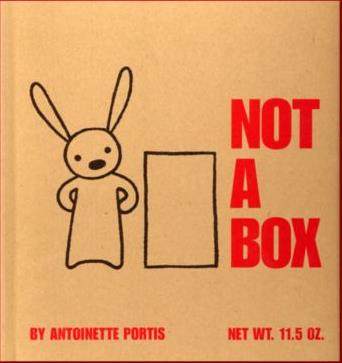 NOT
A
BOX
BY ANTOINETTE PORTIS
NET WT. 11.5 OZ.